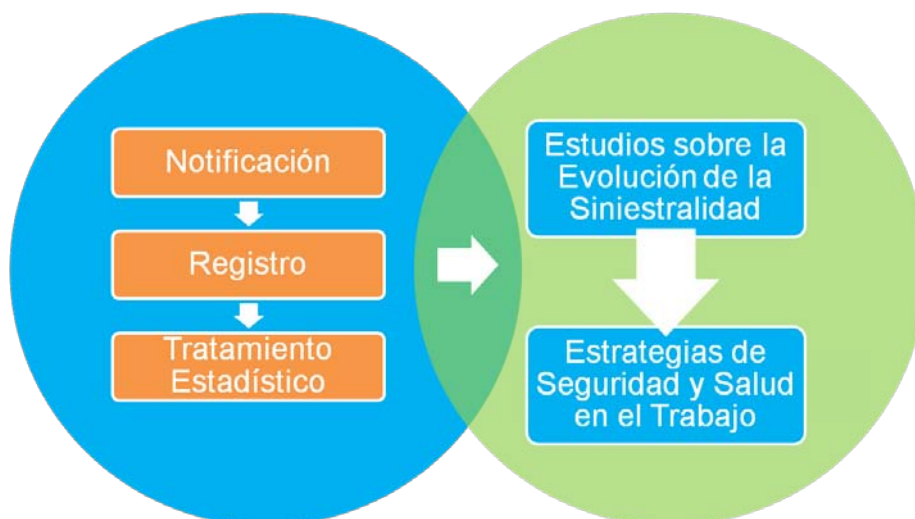 Notificación
Registro
Tratamiento
Estadístico
Estudios sobre la
Evolución de la
Siniestralidad
Estrategias de
Seguridad y Salud
en el Trabajo